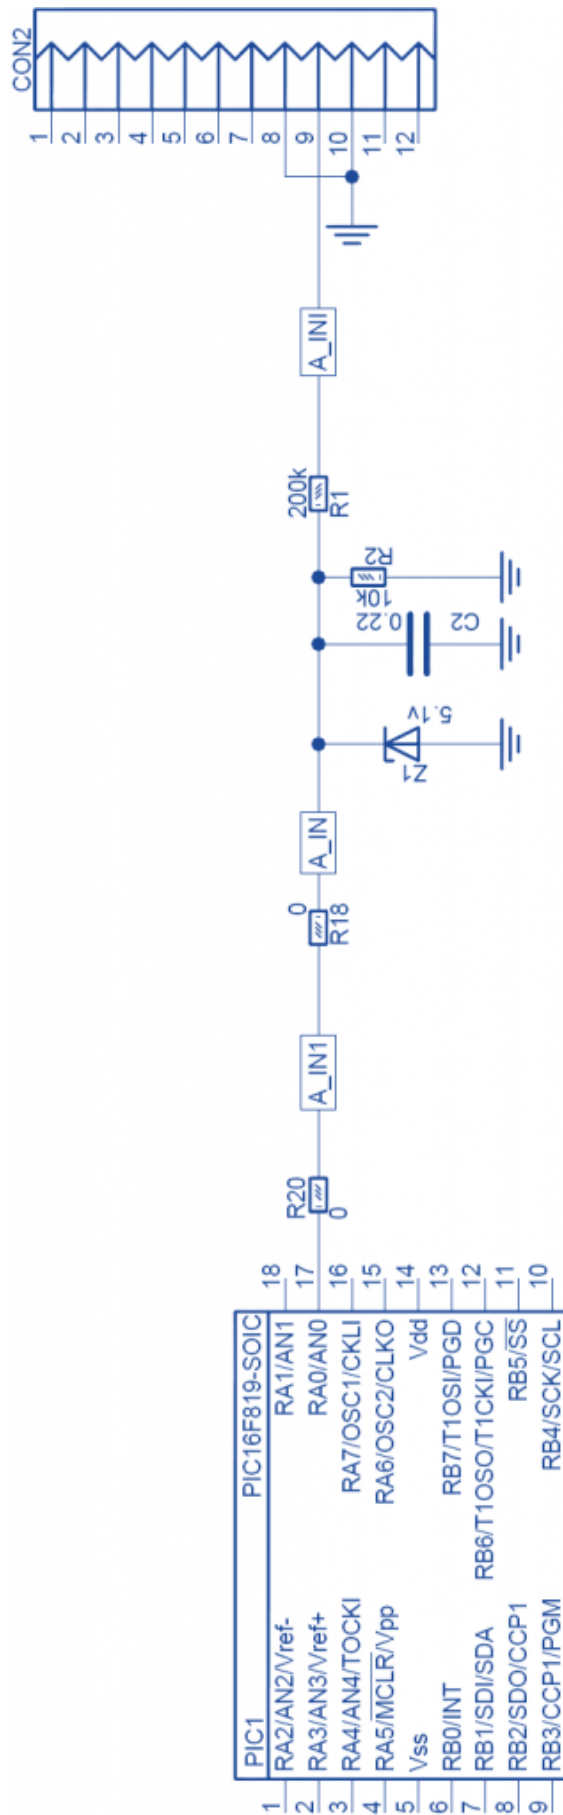 CON2
1
2
3
4
5
6
7
8
9
10
11
12
A_INI
200k
R1
R2
10k
0.22
C2
5.1v
Z1
A_IN
0
R18
A_IN1
R20
0
18
17
16
15
14
13
12
11
10
PIC1 PIC16F819-SOIC
RA2/AN2/Vref- RA1/AN1
RA3/AN3/Vref+ RA0/AN0
RA4/AN4/TOCKI RA7/OSC1/CKLI
RA5/MCLR/Vpp RA6/OSC2/CLKO
Vss Vdd
RB0/INT RB7/T1OSI/PGD
RB1/SDI/SDA RB6/T1OSO/T1CKI/PGC
RB2/SDO/CCP1 RB5/SS
RB3/CCP1/PGM RB4/SCK/SCL
1
2
3
4
5
6
7
8
9